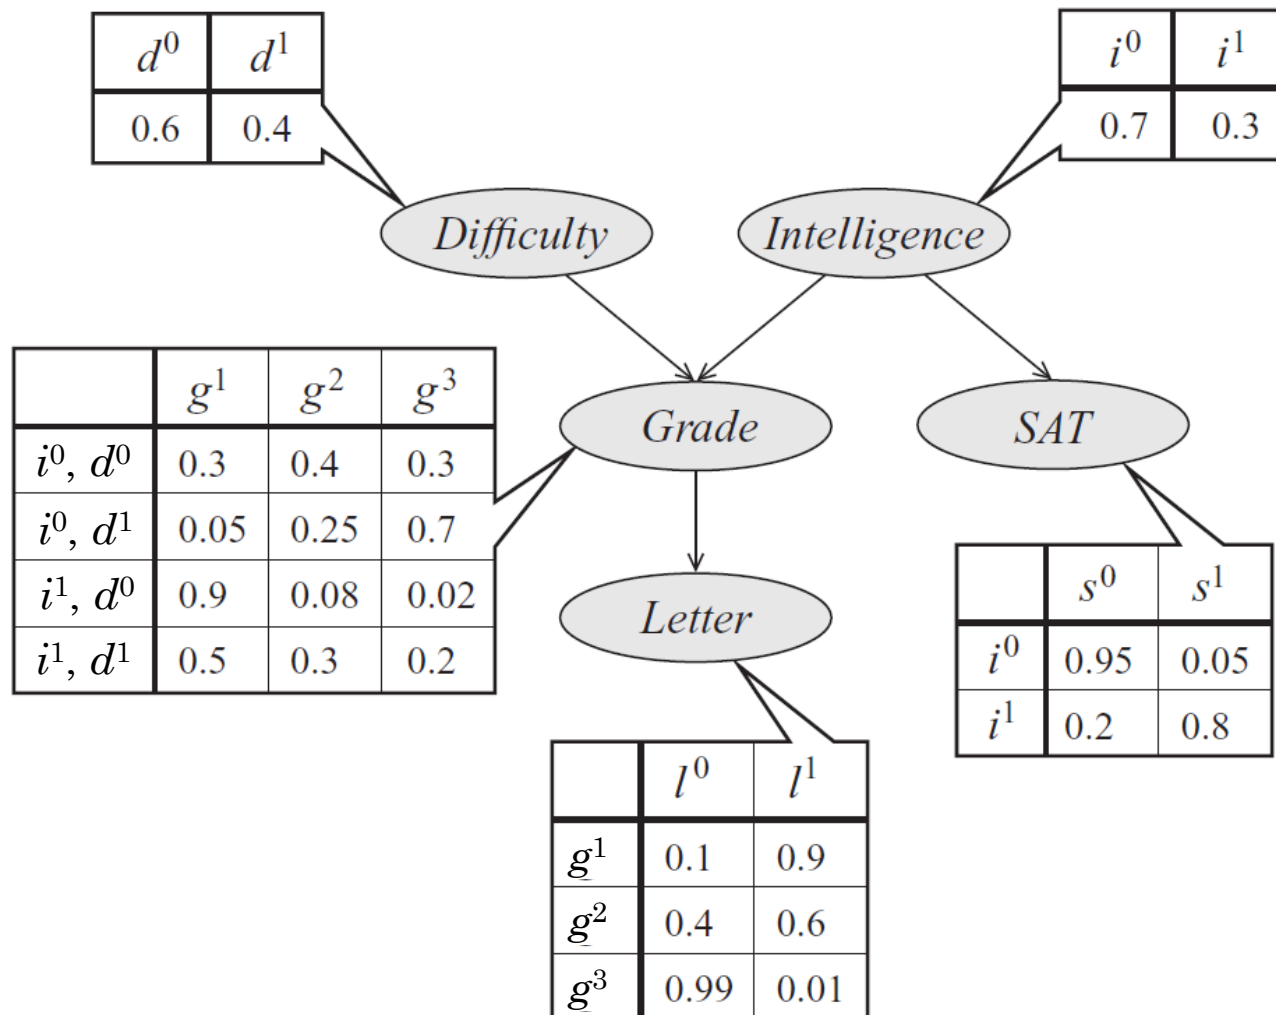 d⁰ d¹
0.6 0.4
i⁰ i¹
0.7 0.3
Difficulty
Intelligence
g¹ g² g³
i⁰, d⁰ 0.3 0.4 0.3
i⁰, d¹ 0.05 0.25 0.7
i¹, d⁰ 0.9 0.08 0.02
i¹, d¹ 0.5 0.3 0.2
Grade
SAT
Letter
s⁰ s¹
i⁰ 0.95 0.05
i¹ 0.2 0.8
l⁰ l¹
g¹ 0.1 0.9
g² 0.4 0.6
g³ 0.99 0.01